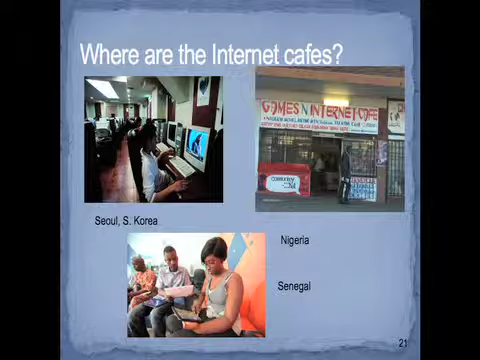 Where are the Internet cafes?
GAMES N INTERNET CAFE
Seoul, S. Korea
Nigeria
Senegal
21